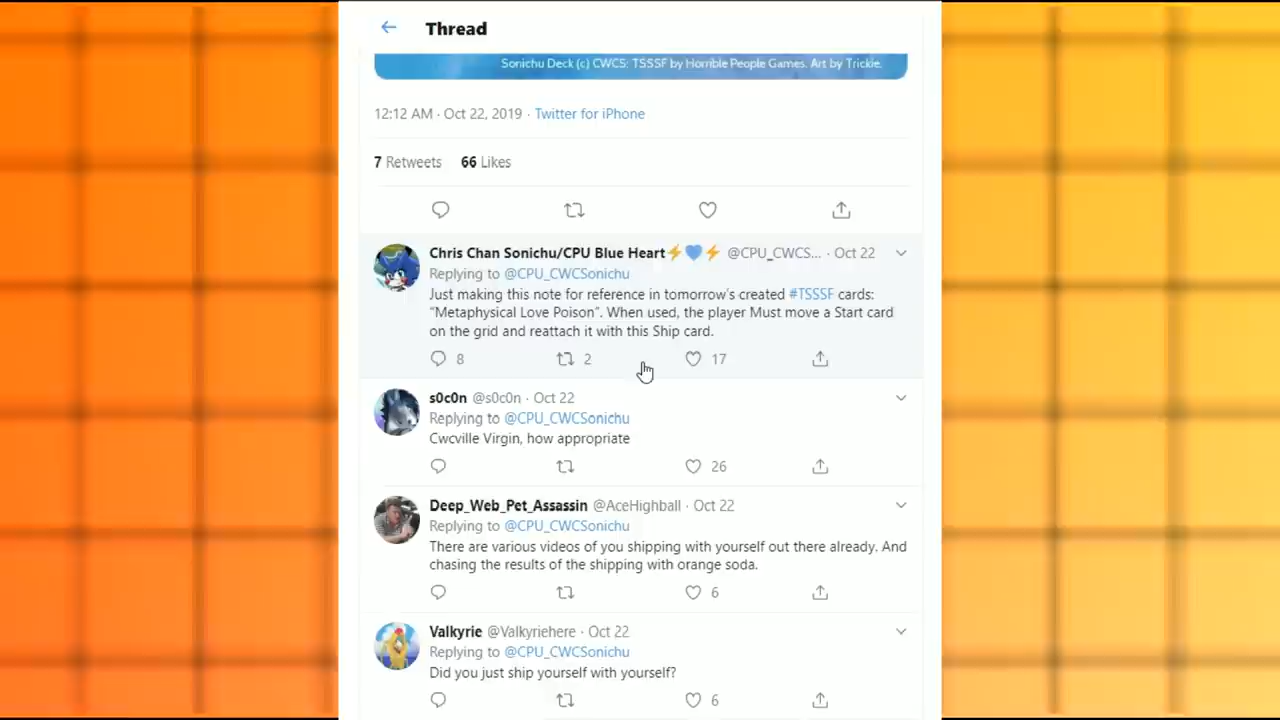 Thread
Sonichu Deck (c) CWCS: TSSSF by Horrible People Games. Art by Trickle.
12:12 AM · Oct 22, 2019 · Twitter for iPhone
7 Retweets 66 Likes
Chris Chan Sonichu/CPU Blue Heart⚡💙⚡ @CPU_CWCS... · Oct 22
Replying to @CPU_CWCSonichu
Just making this note for reference in tomorrow's created #TSSSF cards:
“Metaphysical Love Poison”. When used, the player Must move a Start card
on the grid and reattach it with this Ship card.
8 2 17
s0c0n @s0c0n · Oct 22
Replying to @CPU_CWCSonichu
Cwcville Virgin, how appropriate
26
Deep_Web_Pet_Assassin @AceHighball · Oct 22
Replying to @CPU_CWCSonichu
There are various videos of you shipping with yourself out there already. And
chasing the results of the shipping with orange soda.
6
Valkyrie @Valkyriehere · Oct 22
Replying to @CPU_CWCSonichu
Did you just ship yourself with yourself?
6